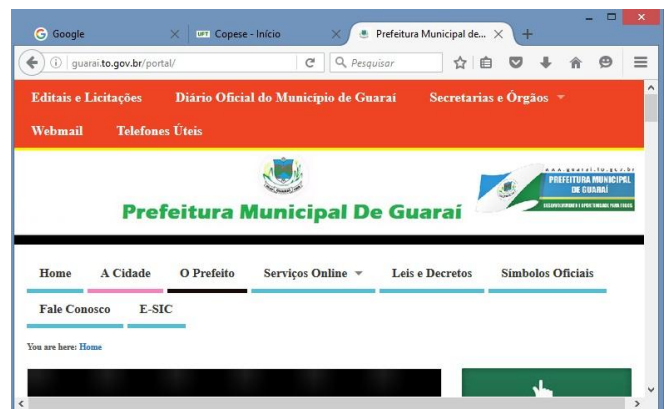 Google
UFT Copese - Início
Prefeitura Municipal de...
guarai.to.gov.br/portal/
Pesquisar
Editais e Licitações Diário Oficial do Município de Guaraí Secretarias e Órgãos
Webmail Telefones Úteis
Prefeitura Municipal De Guaraí
PREFEITURA MUNICIPAL
DE GUARAÍ
Home A Cidade O Prefeito Serviços Online Leis e Decretos Símbolos Oficiais
Fale Conosco E-SIC
You are here: Home